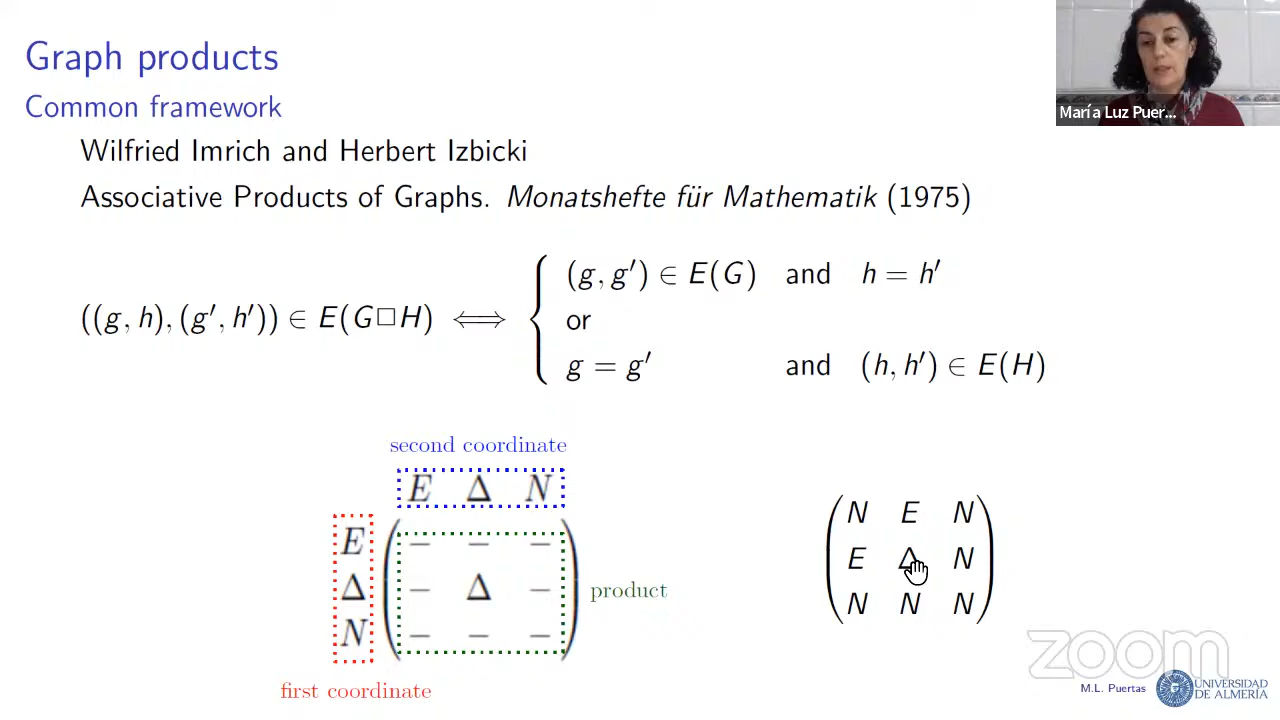 Graph products
Common framework
Wilfried Imrich and Herbert Izbicki
Associative Products of Graphs. Monatshefte für Mathematik (1975)
((g, h), (g′, h′)) ∈ E(G□H) ⟺ { (g, g′) ∈ E(G) and h = h′
or
g = g′ and (h, h′) ∈ E(H)
second coordinate
E Δ N
E − − −
Δ − Δ −
N − − −
product
first coordinate
N E N
E Δ N
N N N
María Luz Puer...
zoom
M.L. Puertas
UNIVERSIDAD
DE ALMERÍA